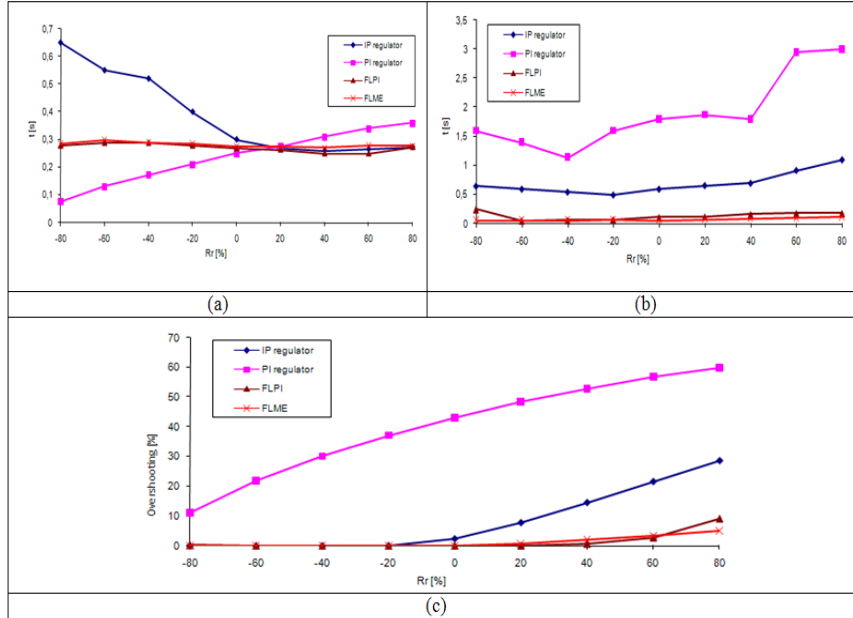 0,7
0,6
0,5
0,4
0,3
0,2
0,1
0
t [s]
-80 -60 -40 -20 0 20 40 60 80
Rr [%]
IP regulator
PI regulator
FLPI
FLME
(a)
3,5
3
2,5
2
1,5
1
0,5
0
t [s]
-80 -60 -40 -20 0 20 40 60 80
Rr [%]
IP regulator
PI regulator
FLPI
FLME
(b)
70
60
50
40
30
20
10
0
Overshooting [%]
-80 -60 -40 -20 0 20 40 60 80
Rr [%]
IP regulator
PI regulator
FLPI
FLME
(c)